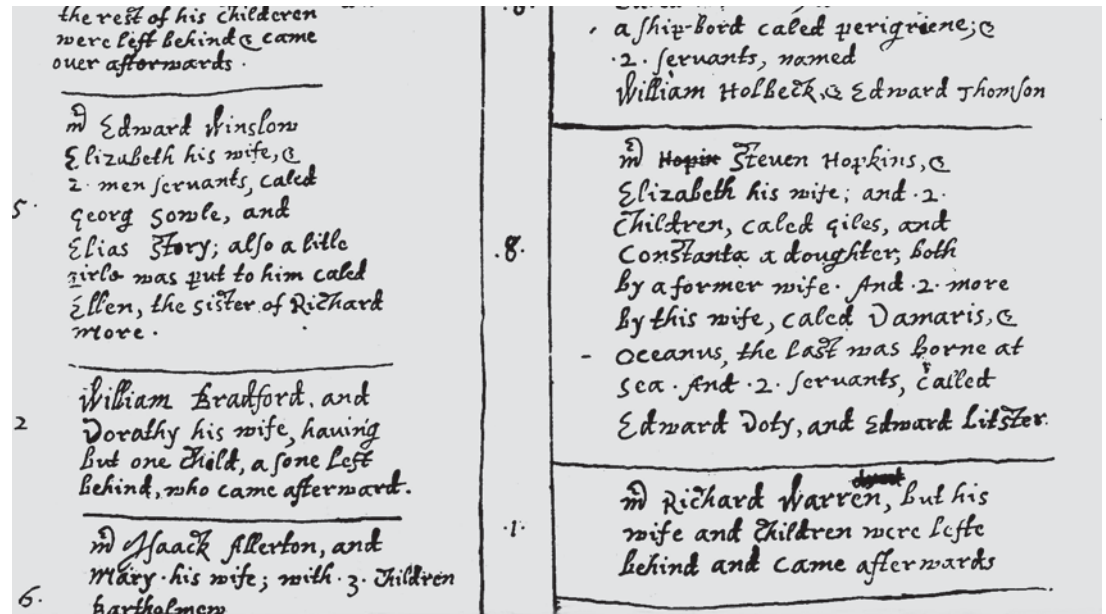 the rest of his children
were left behind & came
over afterwards .
5 .
mr Edward Winslow
Elizabeth his wife, &
2 . men servants, caled
Georg Sowle, and
Elias Story; also a litle
girle was put to him caled
Ellen, the sister of Richard
More .
2
William Bradford, and
Dorathy his wife, having
but one child, a sone left
behind, who came afterward .
6 .
mr Isaack Allerton, and
Mary his wife; with .3. children
Bartholmew
a ship-bord caled perigriene; &
.2. servants, named
William Holbeck, & Edward Thomson
.8.
mr Hopin Steven Hopkins, &
Elizabeth his wife; and .2.
children, caled Giles, and
Constanta a doughter, both
by a former wife. And .2. more
by this wife, caled Damaris, &
Oceanus, the last was borne at
sea . And .2. servants, called
Edward Doty, and Edward Litster.
.1.
mr Richard Warren, but his
wife and children were lefte
behind and came afterwards